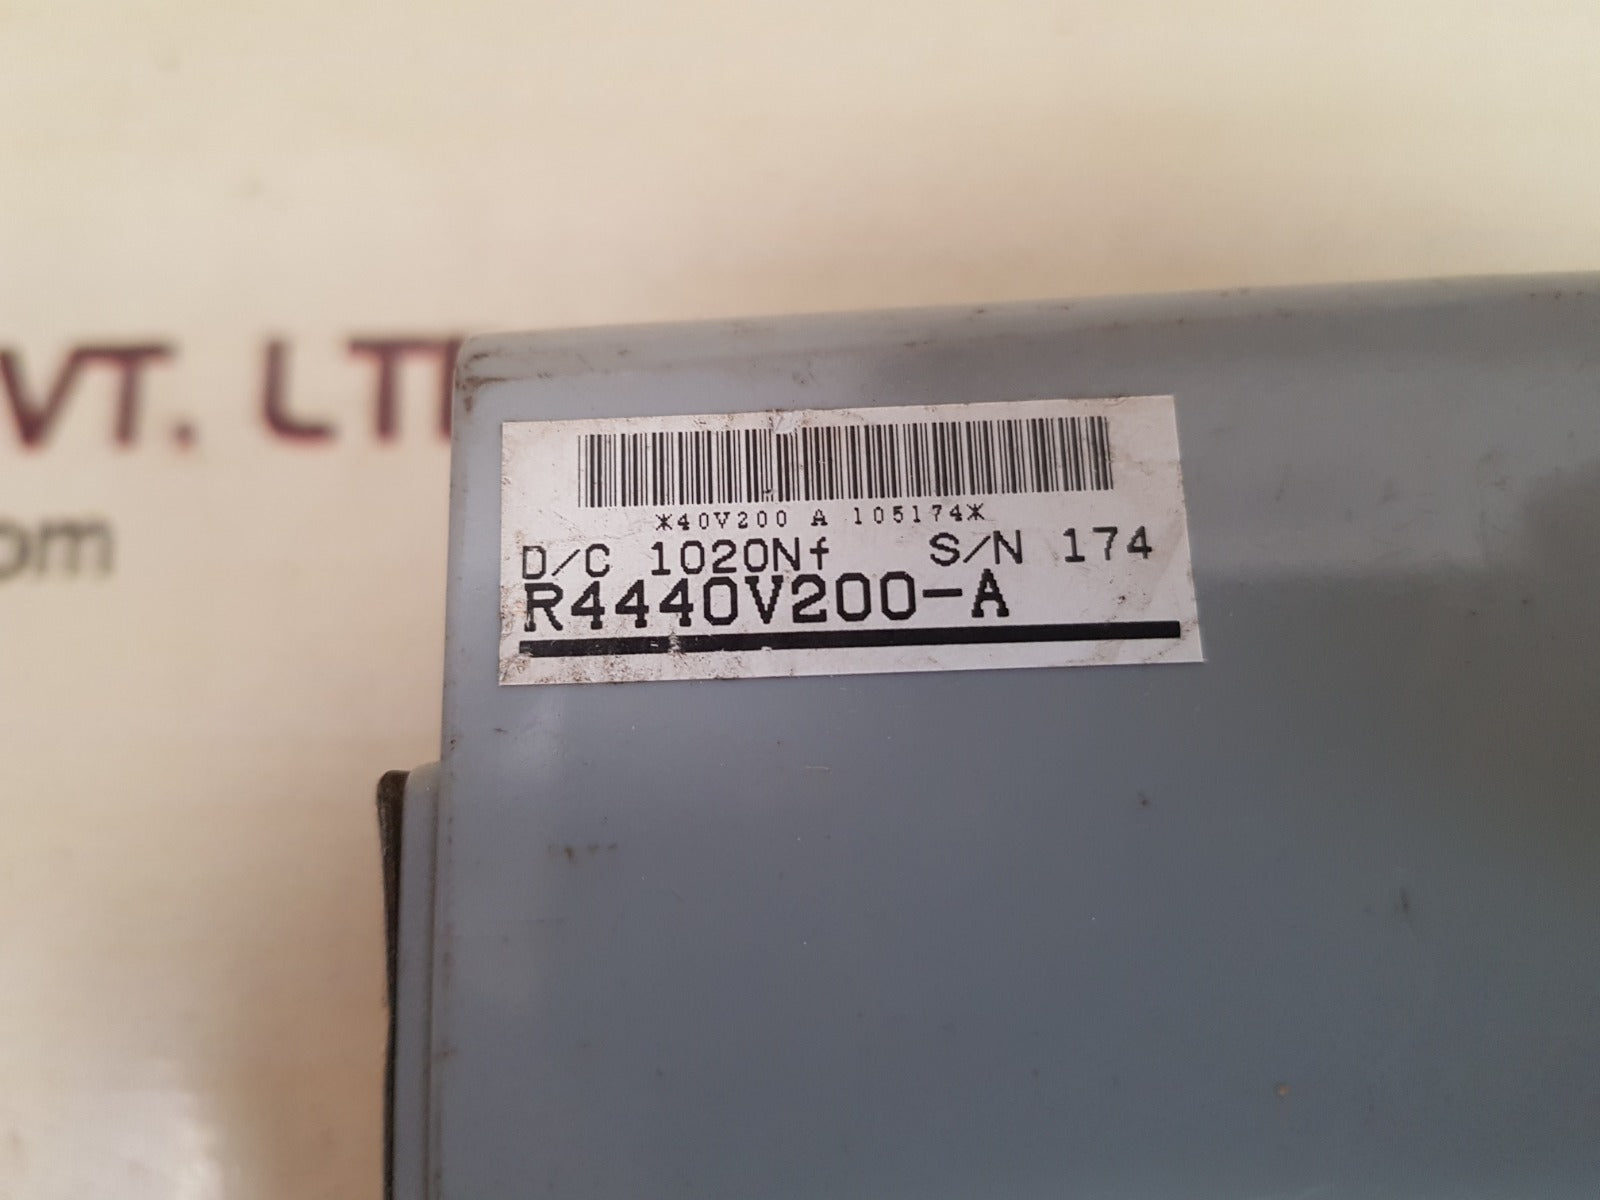 VT. LT
om
*40V200 A 105174*
D/C 1020Nf S/N 174
R4440V200-A